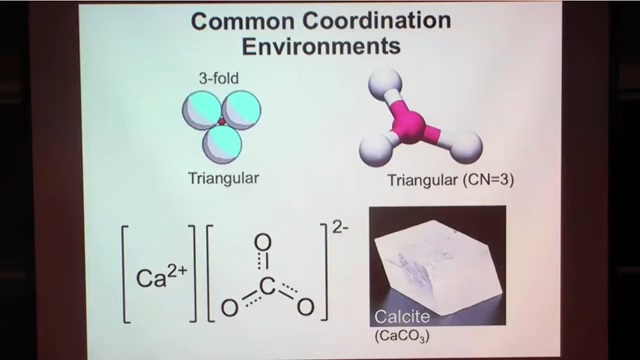 Common Coordination
Environments
3-fold
Triangular
Triangular (CN=3)
[Ca²⁺] [
O
C
O O
]²⁻
Calcite
(CaCO₃)